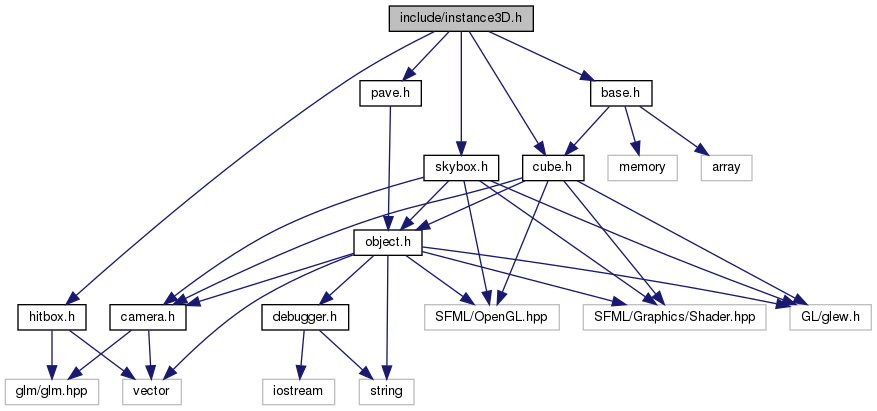 include/instance3D.h
pave.h
base.h
skybox.h
cube.h
memory
array
object.h
hitbox.h
camera.h
debugger.h
SFML/OpenGL.hpp
SFML/Graphics/Shader.hpp
GL/glew.h
glm/glm.hpp
vector
iostream
string